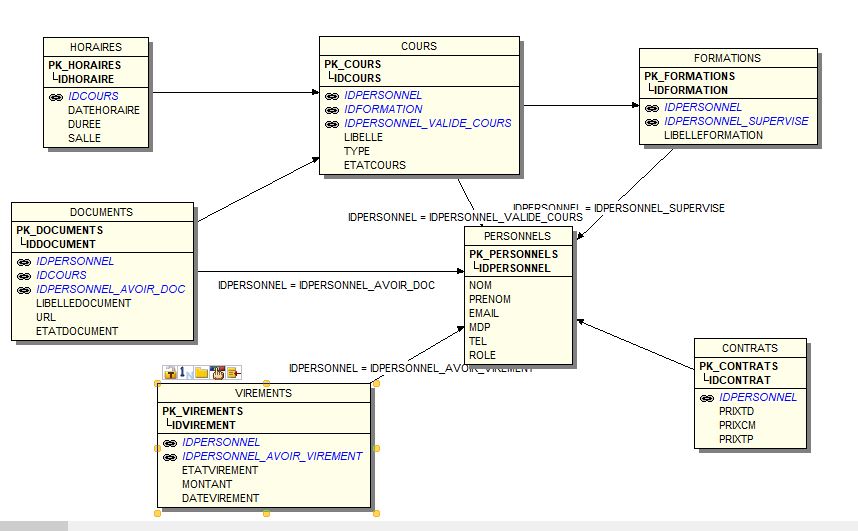 HORAIRES
PK_HORAIRES
IDHORAIRE
IDCOURS
DATEHORAIRE
DUREE
SALLE
COURS
PK_COURS
IDCOURS
IDPERSONNEL
IDFORMATION
IDPERSONNEL_VALIDE_COURS
LIBELLE
TYPE
ETATCOURS
FORMATIONS
PK_FORMATIONS
IDFORMATION
IDPERSONNEL
IDPERSONNEL_SUPERVISE
LIBELLEFORMATION
IDPERSONNEL = IDPERSONNEL_SUPERVISE
IDPERSONNEL = IDPERSONNEL_VALIDE_COURS
DOCUMENTS
PK_DOCUMENTS
IDDOCUMENT
IDPERSONNEL
IDCOURS
IDPERSONNEL_AVOIR_DOC
LIBELLEDOCUMENT
URL
ETATDOCUMENT
IDPERSONNEL = IDPERSONNEL_AVOIR_DOC
PERSONNELS
PK_PERSONNELS
IDPERSONNEL
NOM
PRENOM
EMAIL
MDP
TEL
ROLE
IDPERSONNEL = IDPERSONNEL_AVOIR_VIREMENT
VIREMENTS
PK_VIREMENTS
IDVIREMENT
IDPERSONNEL
IDPERSONNEL_AVOIR_VIREMENT
ETATVIREMENT
MONTANT
DATEVIREMENT
CONTRATS
PK_CONTRATS
IDCONTRAT
IDPERSONNEL
PRIXTD
PRIXCM
PRIXTP